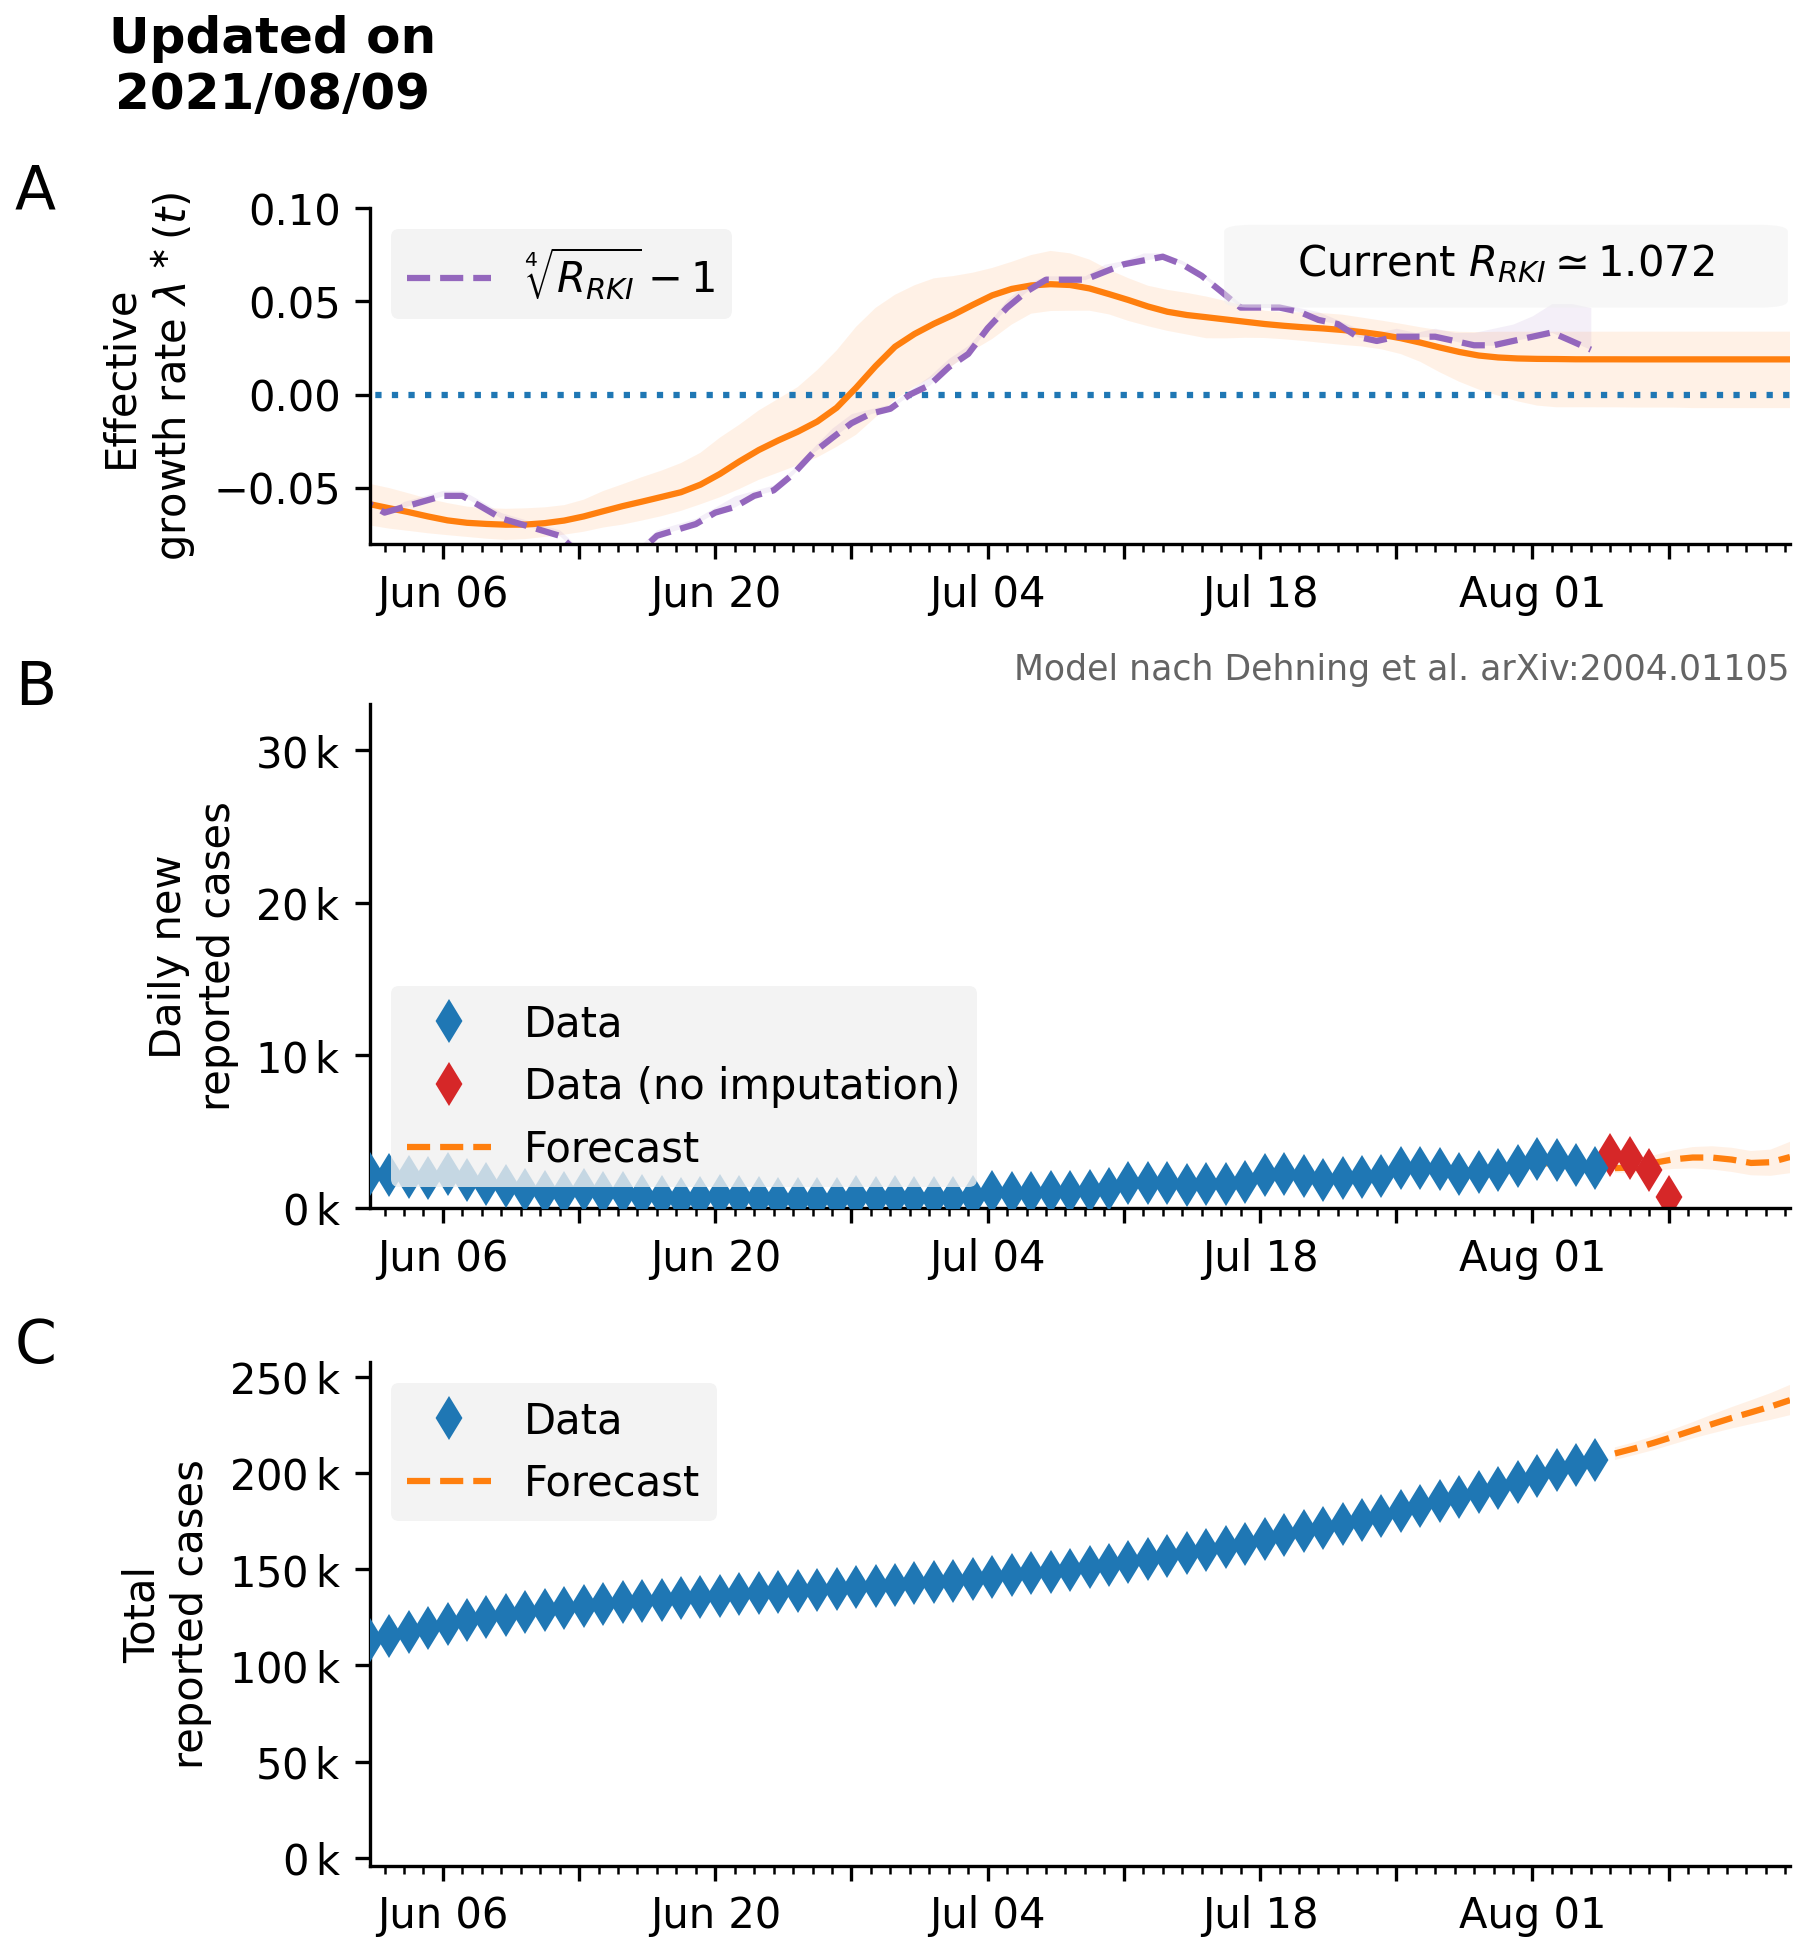 Updated on
2021/08/09
A
Effective
growth rate λ * (t)
0.10
0.05
0.00
−0.05
∜R_RKI − 1
Current R_RKI ≃ 1.072
Jun 06
Jun 20
Jul 04
Jul 18
Aug 01
Model nach Dehning et al. arXiv:2004.01105
B
Daily new
reported cases
30 k
20 k
10 k
0 k
Data
Data (no imputation)
Forecast
Jun 06
Jun 20
Jul 04
Jul 18
Aug 01
C
Total
reported cases
250 k
200 k
150 k
100 k
50 k
0 k
Data
Forecast
Jun 06
Jun 20
Jul 04
Jul 18
Aug 01